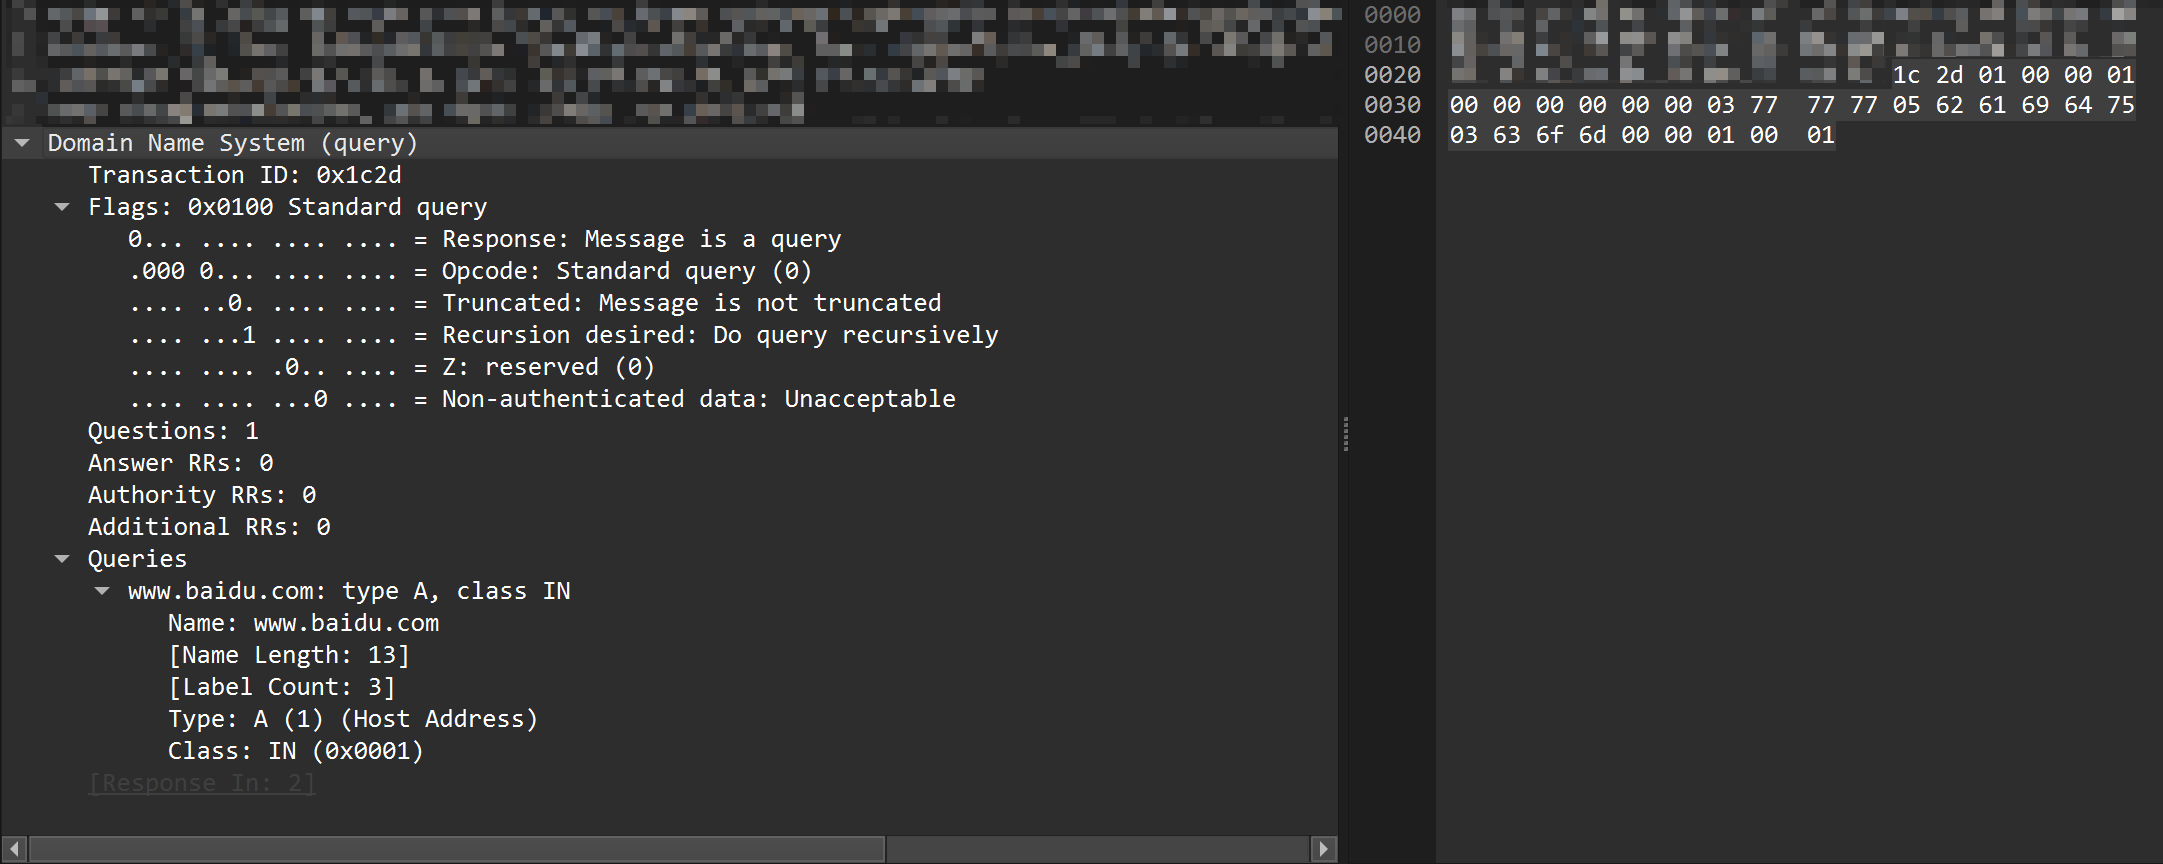 Domain Name System (query)
Transaction ID: 0x1c2d
Flags: 0x0100 Standard query
0... .... .... .... = Response: Message is a query
.000 0... .... .... = Opcode: Standard query (0)
.... ..0. .... .... = Truncated: Message is not truncated
.... ...1 .... .... = Recursion desired: Do query recursively
.... .... .0.. .... = Z: reserved (0)
.... .... ...0 .... = Non-authenticated data: Unacceptable
Questions: 1
Answer RRs: 0
Authority RRs: 0
Additional RRs: 0
Queries
www.baidu.com: type A, class IN
Name: www.baidu.com
[Name Length: 13]
[Label Count: 3]
Type: A (1) (Host Address)
Class: IN (0x0001)
[Response In: 2]
0000
0010
0020 1c 2d 01 00 00 01
0030 00 00 00 00 00 00 03 77 77 77 05 62 61 69 64 75
0040 03 63 6f 6d 00 00 01 00 01